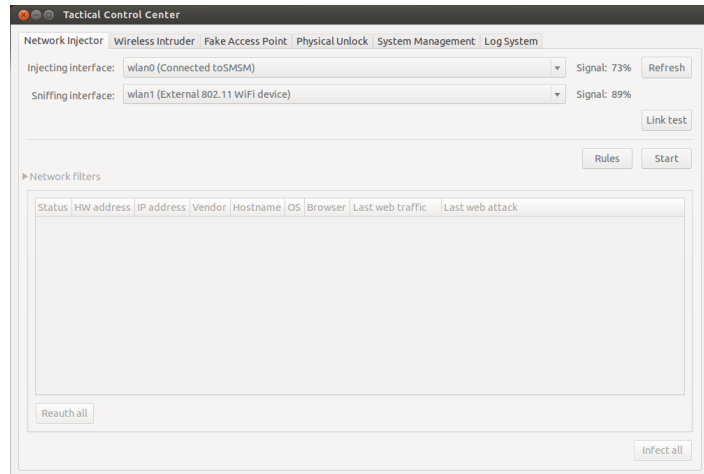 Tactical Control Center
Network Injector Wireless Intruder Fake Access Point Physical Unlock System Management Log System
Injecting interface: wlan0 (Connected toSMSM) Signal: 73% Refresh
Sniffing interface: wlan1 (External 802.11 WiFi device) Signal: 89%
Link test
Rules Start
Network filters
Status HW address IP address Vendor Hostname OS Browser Last web traffic Last web attack
Reauth all
Infect all